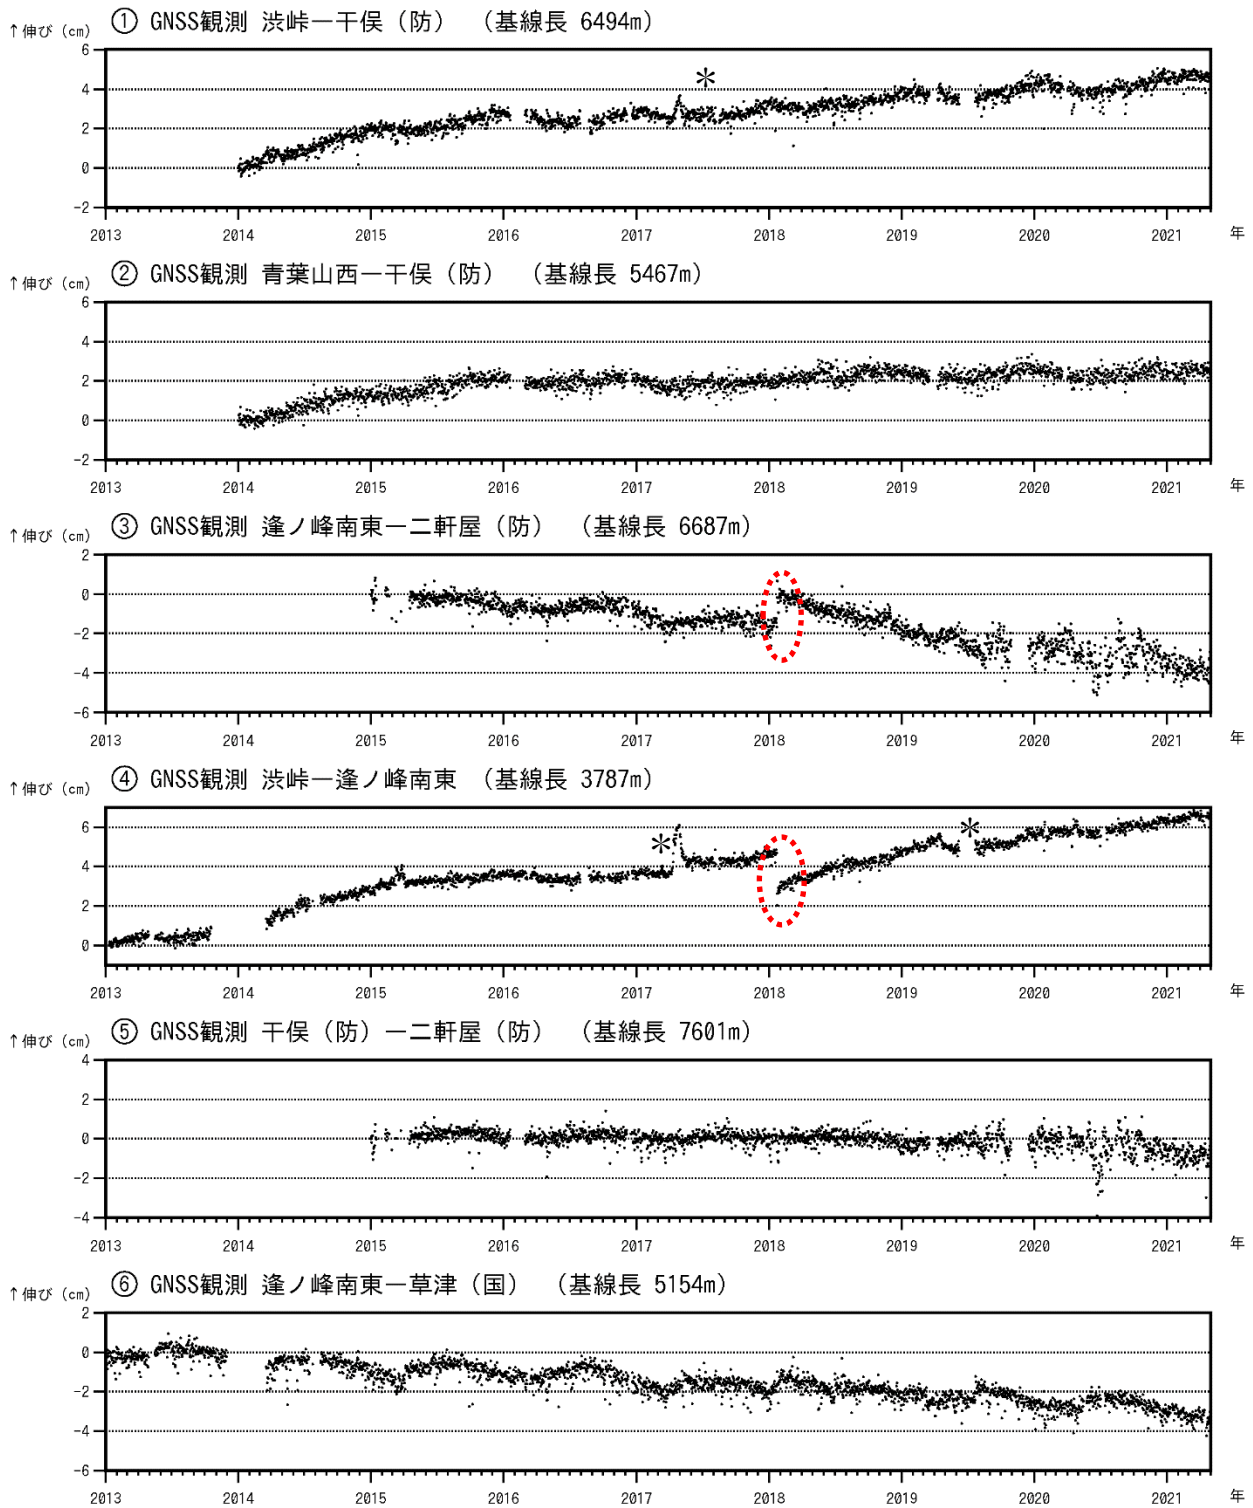 ① GNSS観測 渋峠ー干俣（防） （基線長 6494m）
↑伸び（cm）
6
4
2
0
-2
＊
2013 2014 2015 2016 2017 2018 2019 2020 2021 年
② GNSS観測 青葉山西ー干俣（防） （基線長 5467m）
↑伸び（cm）
6
4
2
0
-2
2013 2014 2015 2016 2017 2018 2019 2020 2021 年
③ GNSS観測 逢ノ峰南東ー二軒屋（防） （基線長 6687m）
↑伸び（cm）
2
0
-2
-4
-6
2013 2014 2015 2016 2017 2018 2019 2020 2021 年
④ GNSS観測 渋峠ー逢ノ峰南東 （基線長 3787m）
↑伸び（cm）
6
4
2
0
＊ ＊
2013 2014 2015 2016 2017 2018 2019 2020 2021 年
⑤ GNSS観測 干俣（防）ー二軒屋（防） （基線長 7601m）
↑伸び（cm）
4
2
0
-2
-4
2013 2014 2015 2016 2017 2018 2019 2020 2021 年
⑥ GNSS観測 逢ノ峰南東ー草津（国） （基線長 5154m）
↑伸び（cm）
2
0
-2
-4
-6
2013 2014 2015 2016 2017 2018 2019 2020 2021 年